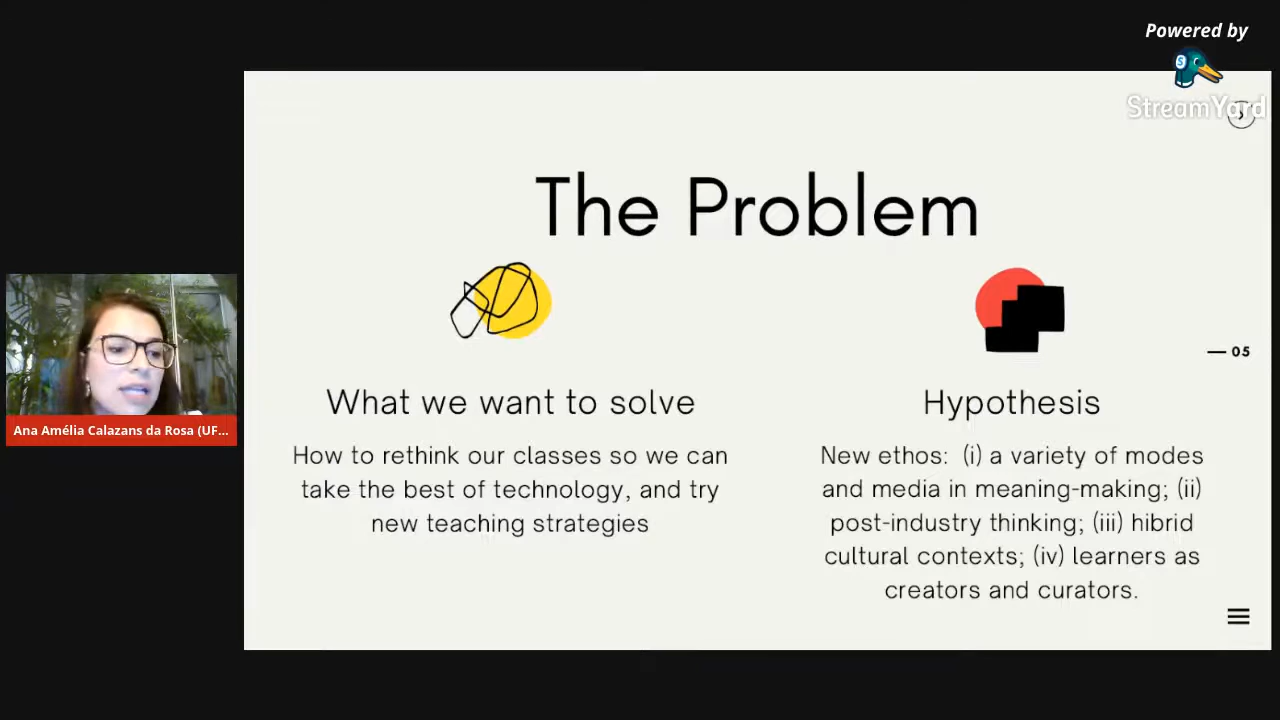 Powered by
StreamYard
The Problem
What we want to solve
How to rethink our classes so we can
take the best of technology, and try
new teaching strategies
Hypothesis
New ethos: (i) a variety of modes
and media in meaning-making; (ii)
post-industry thinking; (iii) hibrid
cultural contexts; (iv) learners as
creators and curators.
05
Ana Amélia Calazans da Rosa (UF...